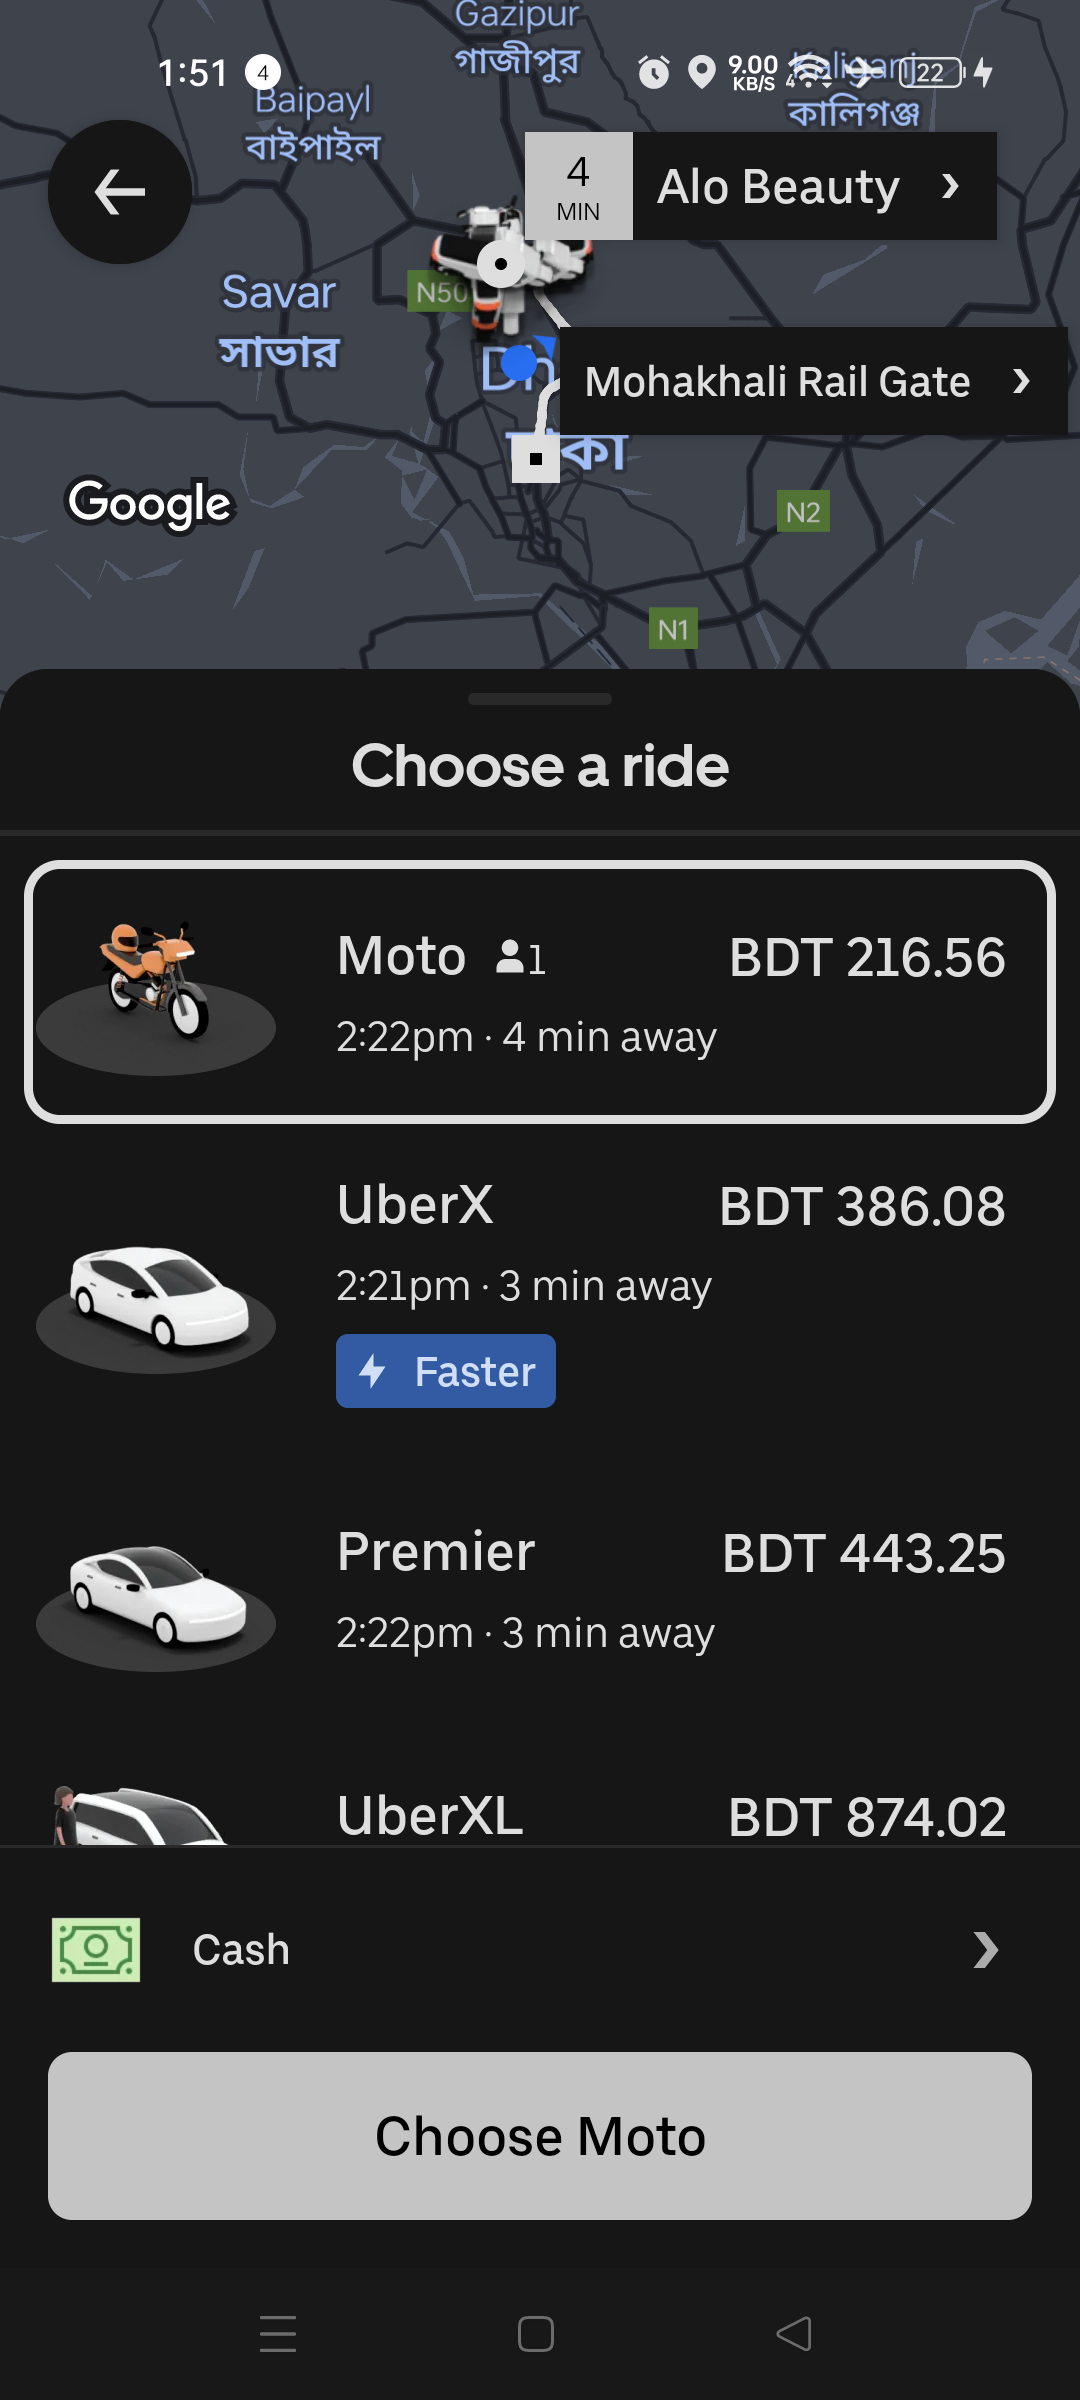 Gazipur
গাজীপুর
1:51
4
9.00
KB/S
4
22
Kaliganj
কালিগঞ্জ
Baipayl
বাইপাইল
4
MIN
Alo Beauty
Savar
সাভার
N50
Mohakhali Rail Gate
Google
N2
N1
Choose a ride
Moto 1 BDT 216.56
2:22pm · 4 min away
UberX BDT 386.08
2:21pm · 3 min away
Faster
Premier BDT 443.25
2:22pm · 3 min away
UberXL BDT 874.02
Cash
Choose Moto